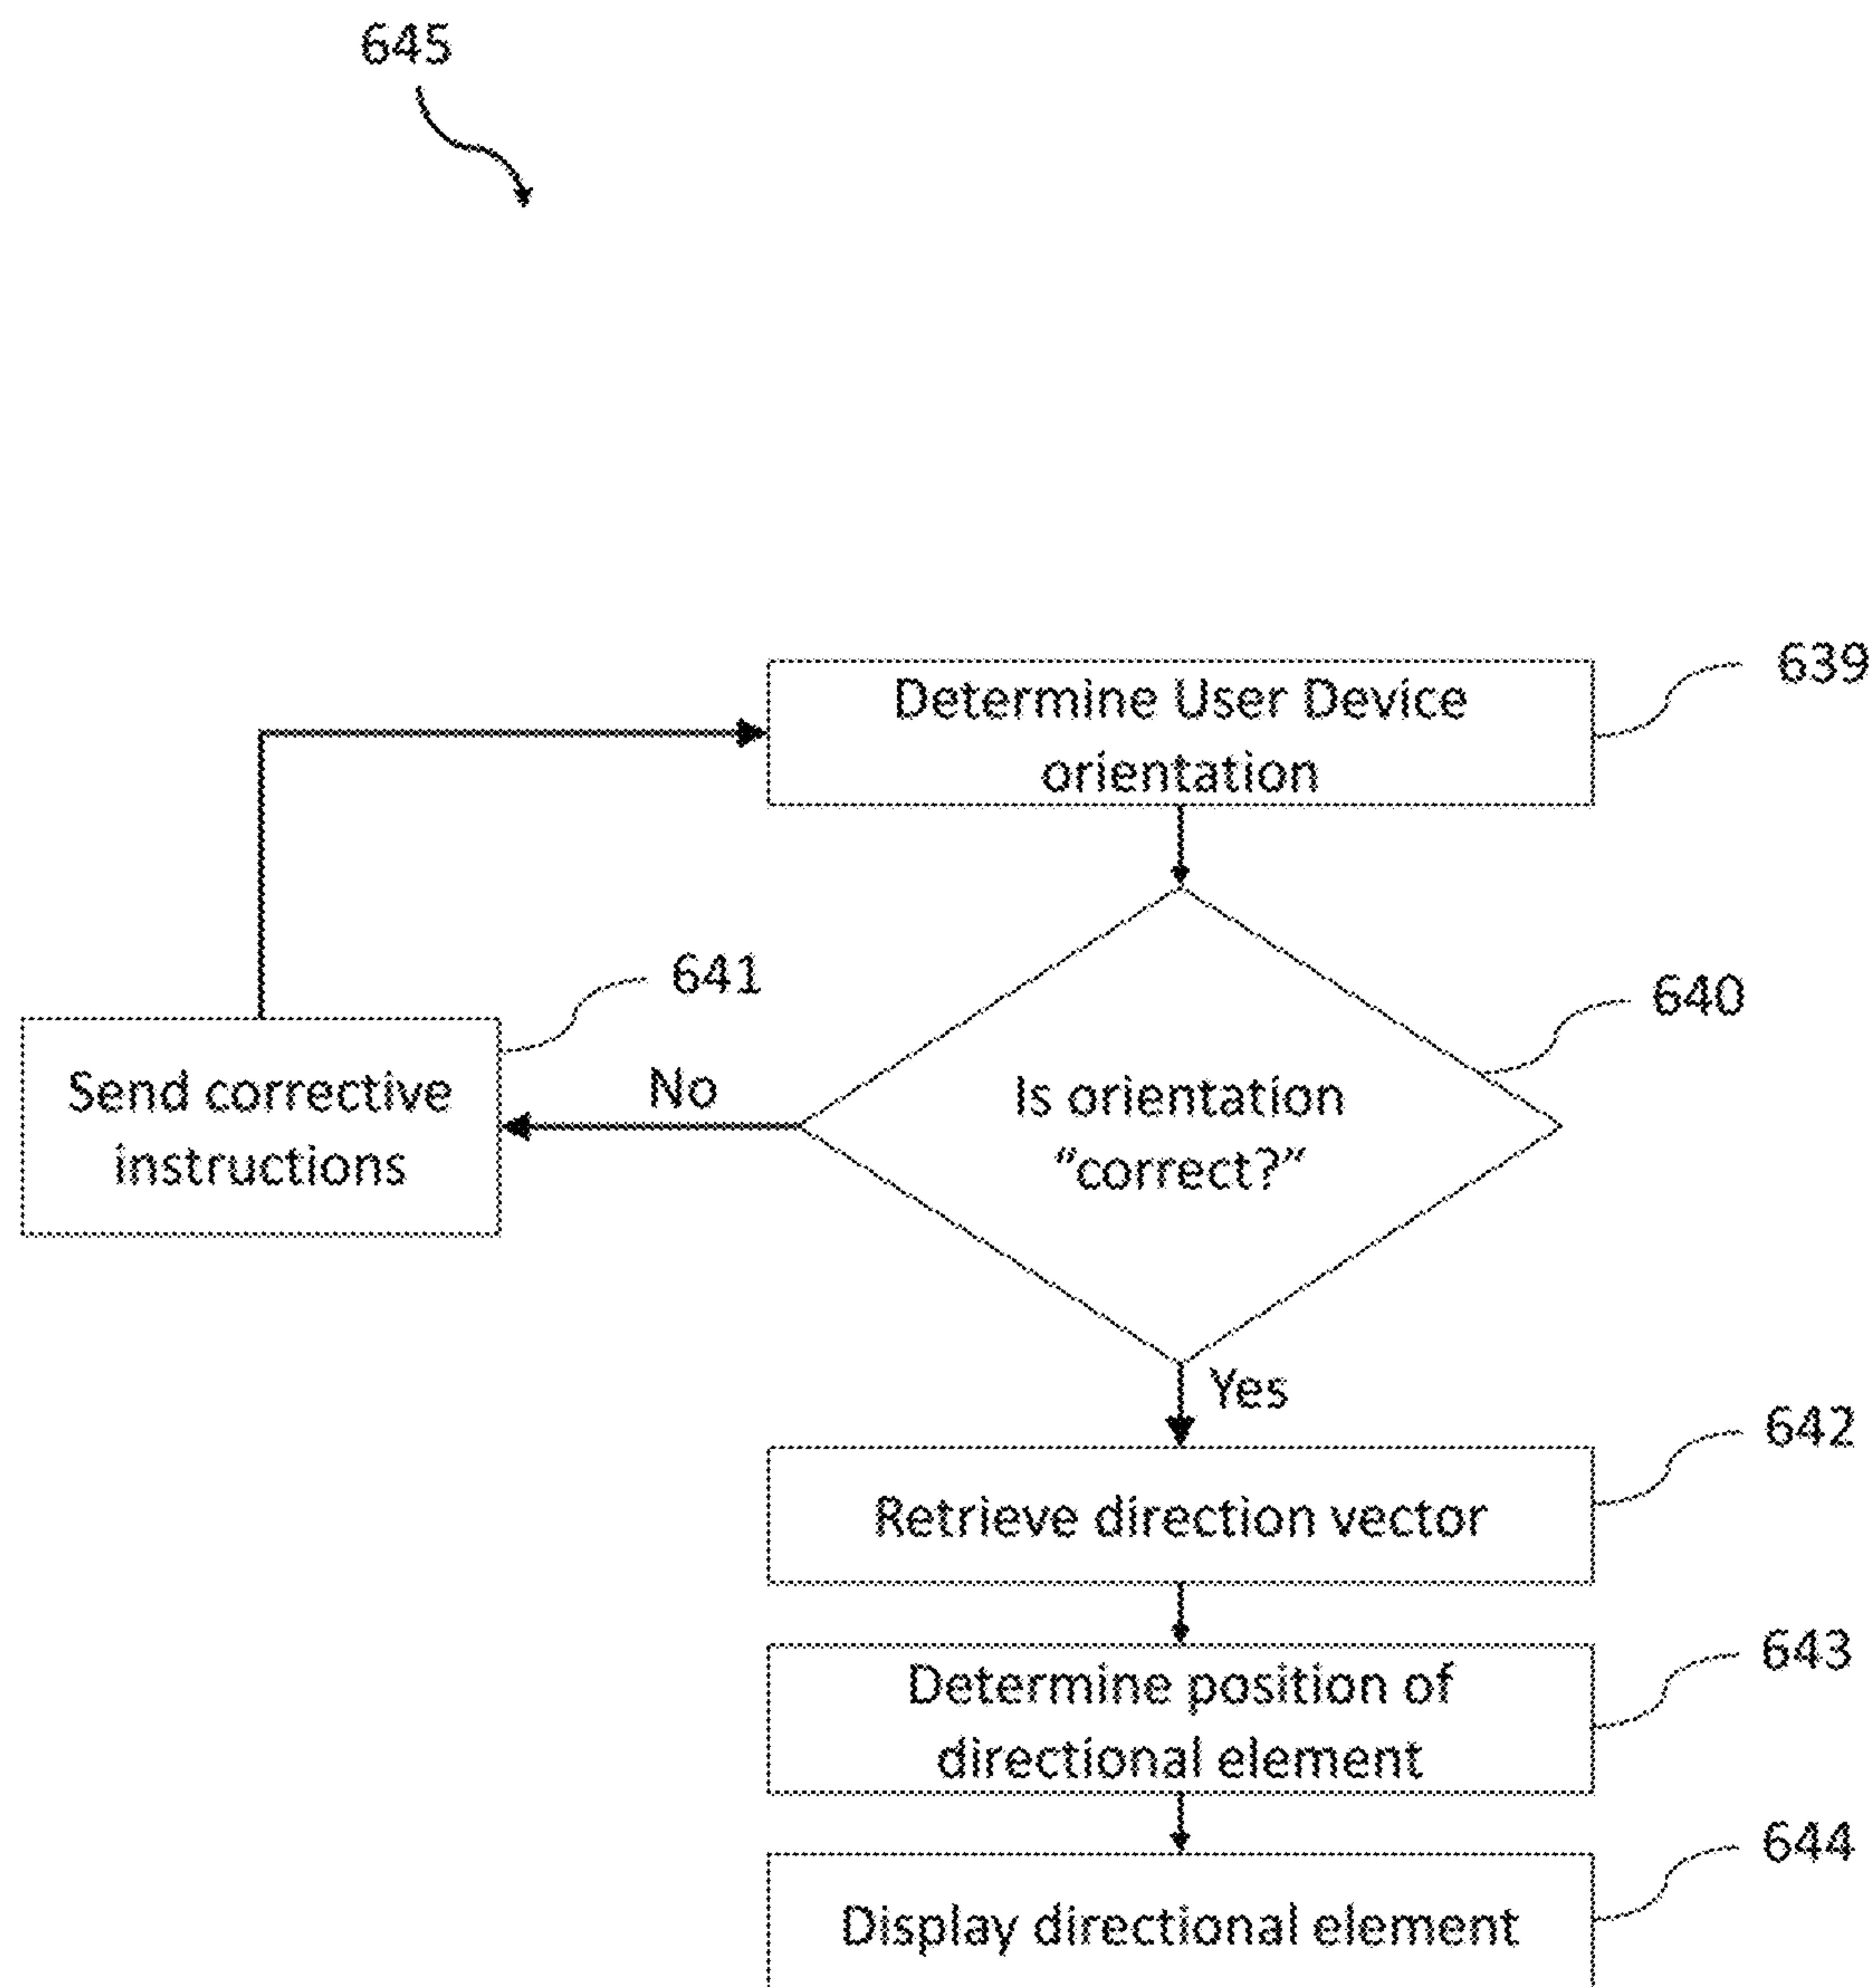 645
Determine User Device
orientation
639
641
640
Send corrective
instructions
No
Is orientation
"correct?"
Yes
642
Retrieve direction vector
643
Determine position of
directional element
644
Display directional element